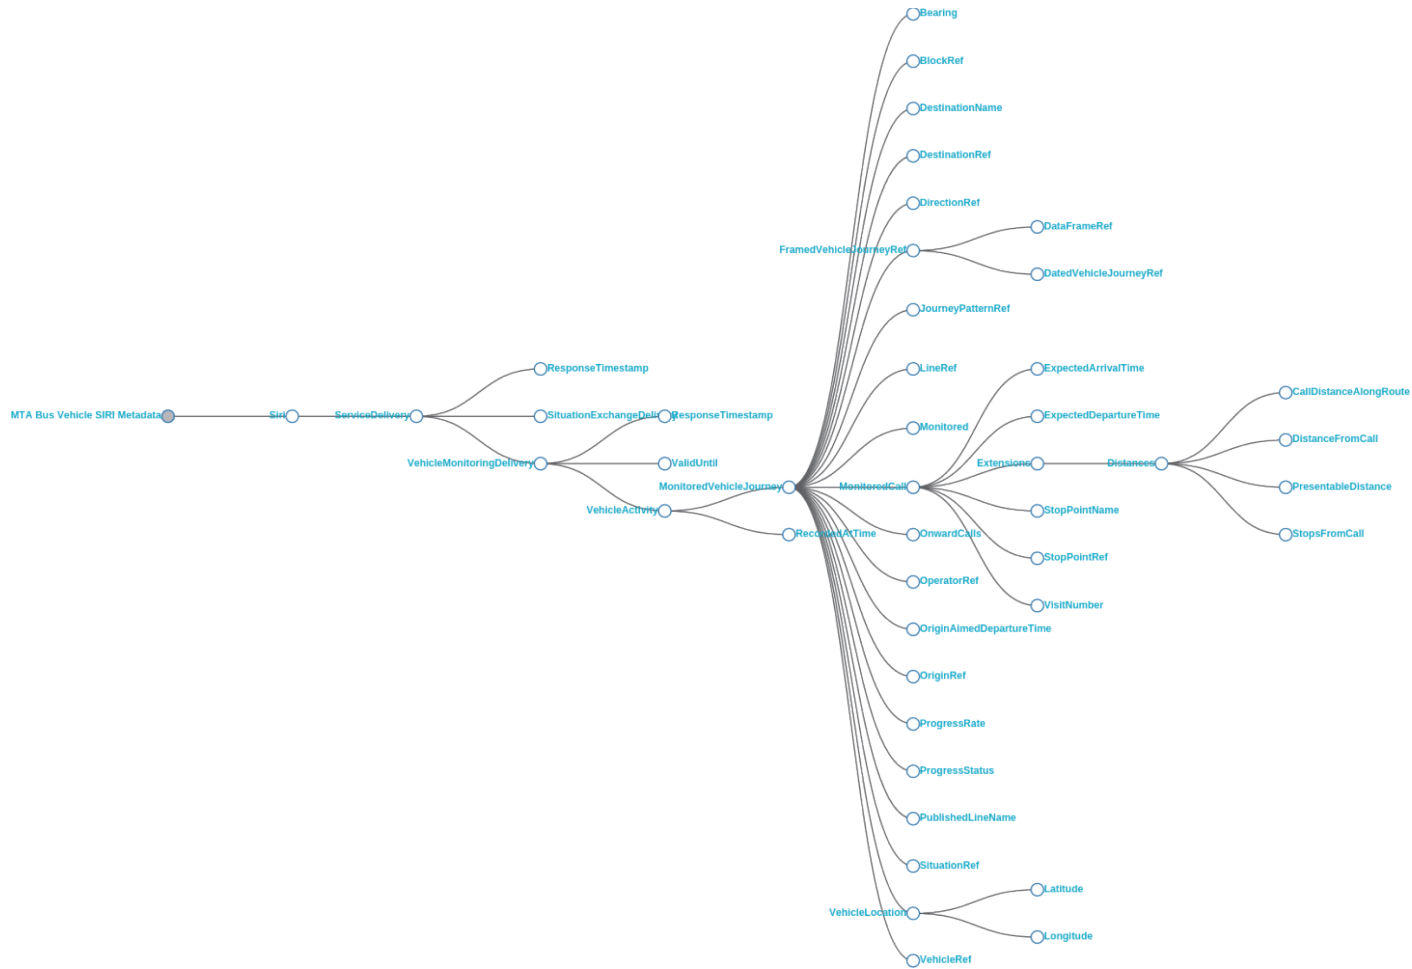 Bearing
BlockRef
DestinationName
DestinationRef
DirectionRef
DataFrameRef
FramedVehicleJourneyRef
DatedVehicleJourneyRef
JourneyPatternRef
ResponseTimestamp
LineRef
ExpectedArrivalTime
CallDistanceAlongRoute
MTA Bus Vehicle SIRI Metadata
Siri
ServiceDelivery
SituationExchangeDelivery
ResponseTimestamp
ExpectedDepartureTime
Monitored
DistanceFromCall
VehicleMonitoringDelivery
ValidUntil
Extensions
Distances
MonitoredVehicleJourney
MonitoredCall
PresentableDistance
VehicleActivity
StopPointName
RecordedAtTime
OnwardCalls
StopsFromCall
StopPointRef
OperatorRef
VisitNumber
OriginAimedDepartureTime
OriginRef
ProgressRate
ProgressStatus
PublishedLineName
SituationRef
Latitude
VehicleLocation
Longitude
VehicleRef